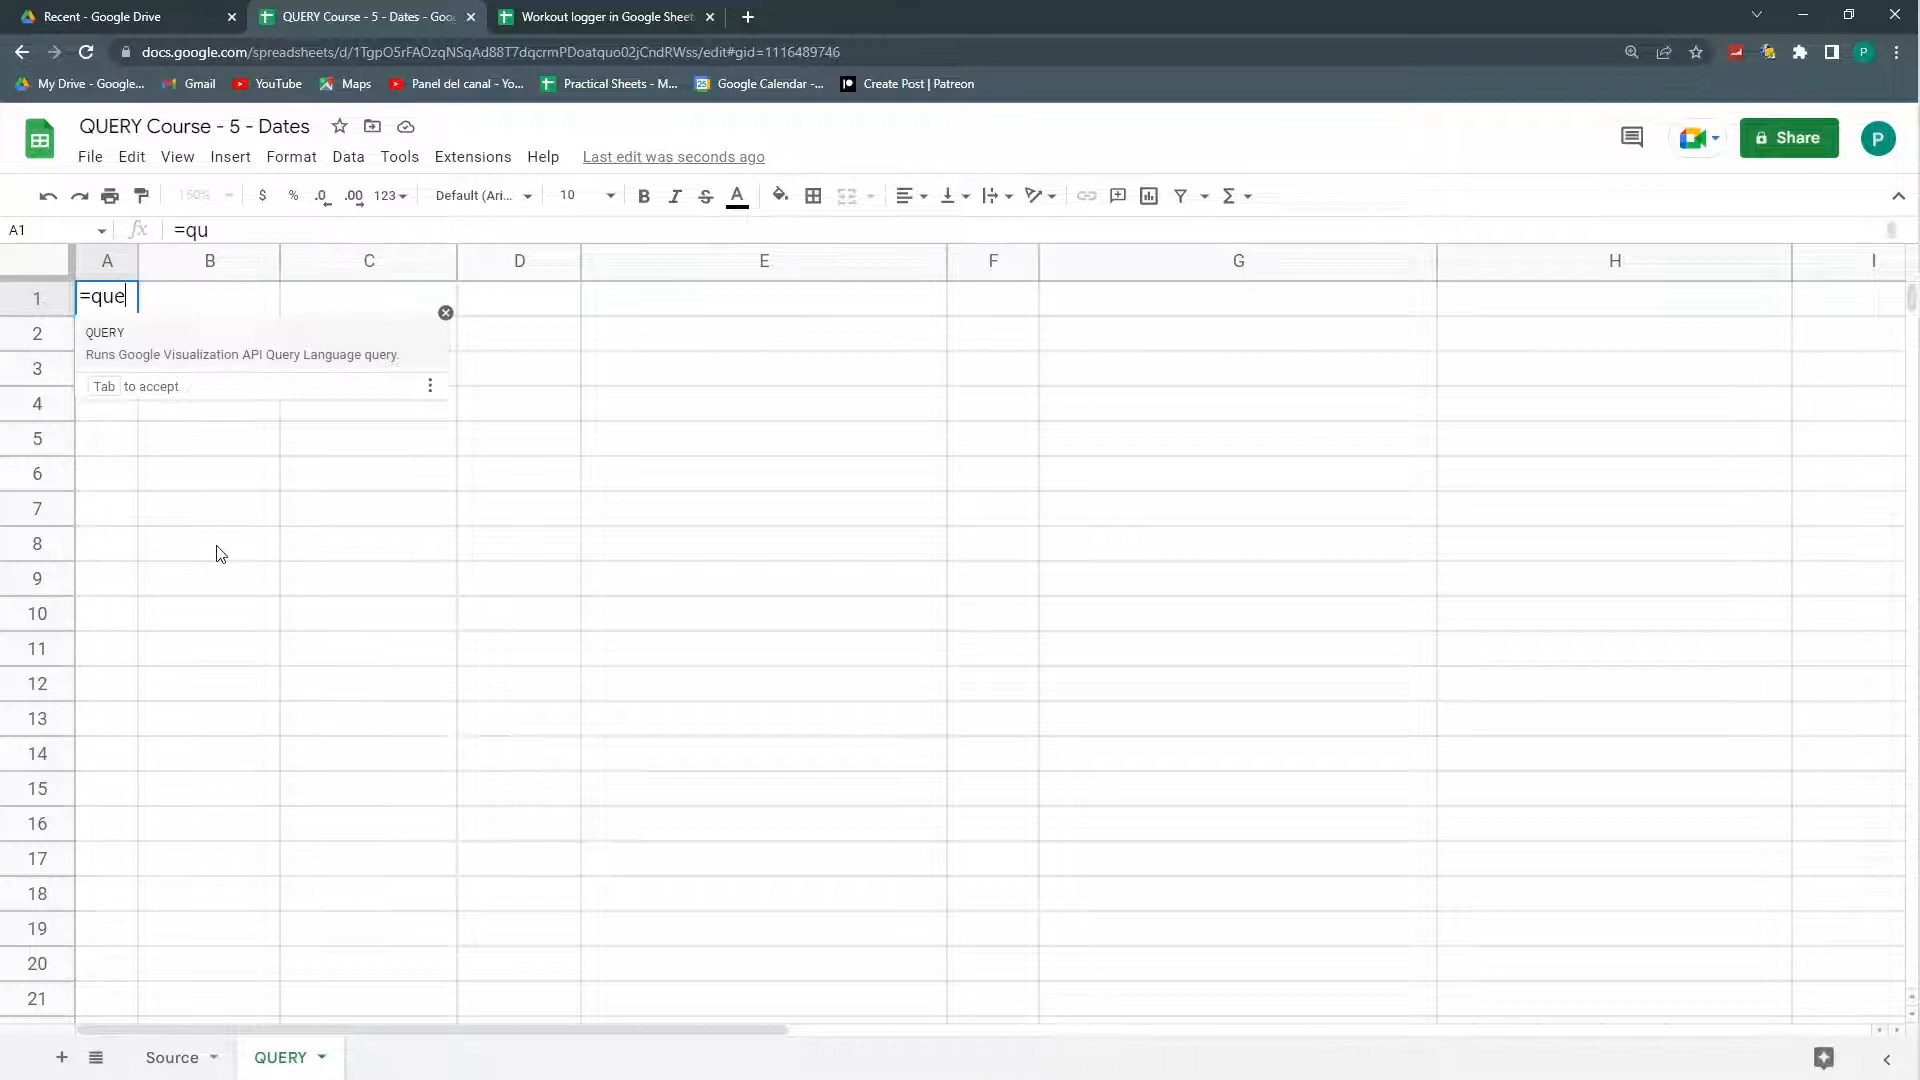 Recent - Google Drive
QUERY Course - 5 - Dates - Goo
Workout logger in Google Sheet
docs.google.com/spreadsheets/d/1TgpO5rFAOzqNSqAd88T7dqcrmPDoatquo02jCndRWss/edit#gid=1116489746
My Drive - Google...
Gmail
YouTube
Maps
Panel del canal - Yo...
Practical Sheets - M...
Google Calendar -...
Create Post | Patreon
QUERY Course - 5 - Dates
Share
P
File Edit View Insert Format Data Tools Extensions Help Last edit was seconds ago
150% $ % .0 .00 123 Default (Ari... 10 B I S A
A1 fx =qu
A B C D E F G H I
1 =que
QUERY
2
Runs Google Visualization API Query Language query.
3
Tab to accept
4
5
6
7
8
9
10
11
12
13
14
15
16
17
18
19
20
21
Source QUERY